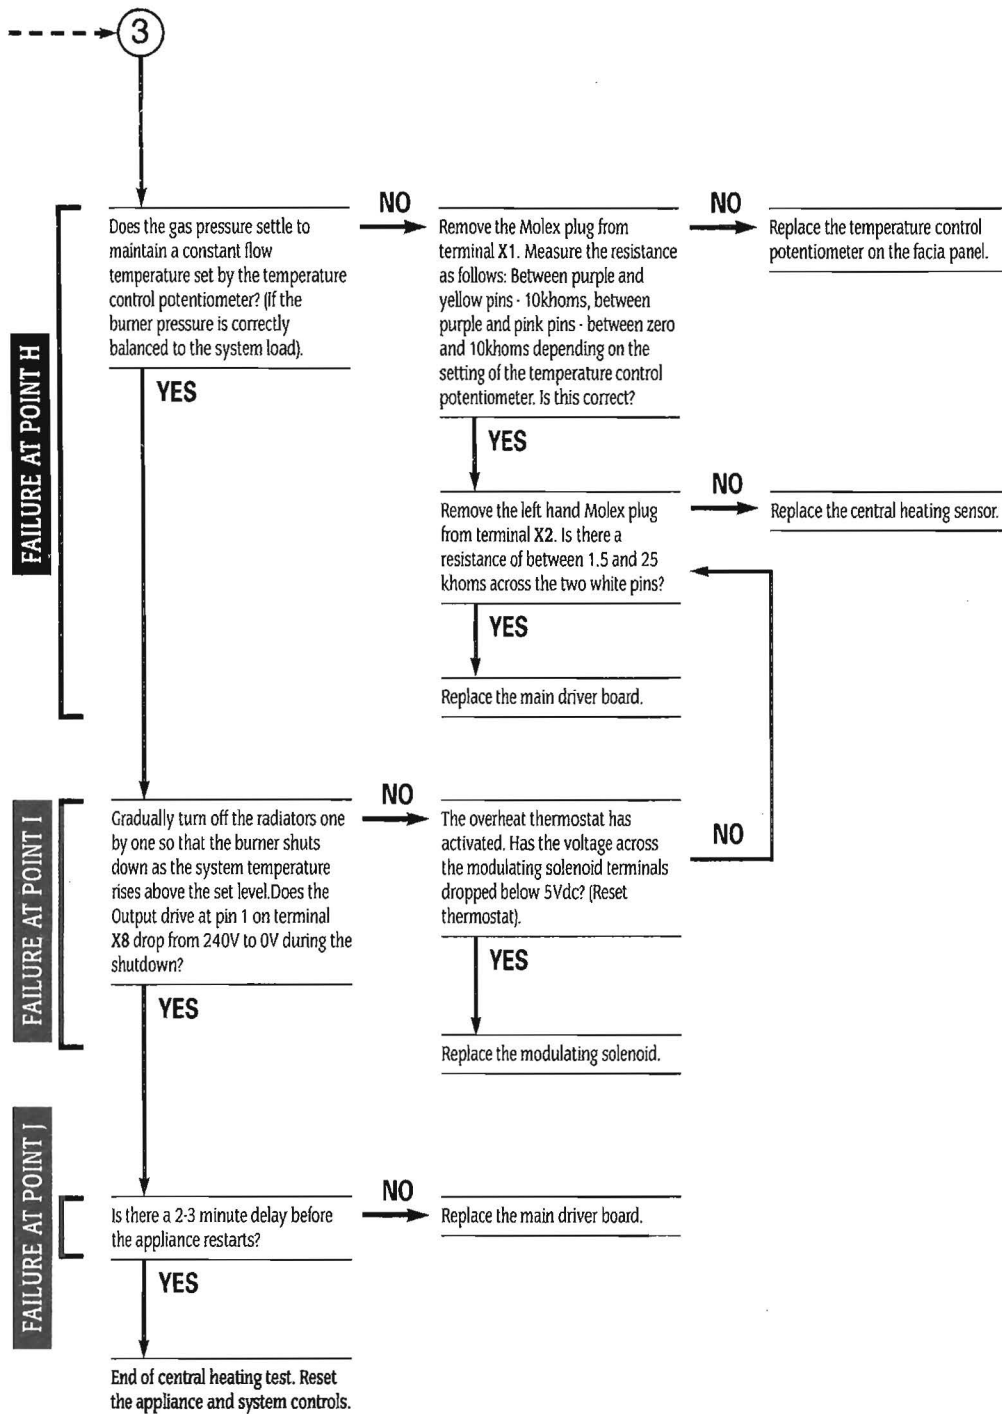 3
FAILURE AT POINT H
Does the gas pressure settle to
maintain a constant flow
temperature set by the temperature
control potentiometer? (If the
burner pressure is correctly
balanced to the system load).
NO
Remove the Molex plug from
terminal X1. Measure the resistance
as follows: Between purple and
yellow pins - 10khoms, between
purple and pink pins - between zero
and 10khoms depending on the
setting of the temperature control
potentiometer. Is this correct?
NO
Replace the temperature control
potentiometer on the facia panel.
YES
YES
Remove the left hand Molex plug
from terminal X2. Is there a
resistance of between 1.5 and 25
khoms across the two white pins?
NO
Replace the central heating sensor.
YES
Replace the main driver board.
FAILURE AT POINT I
Gradually turn off the radiators one
by one so that the burner shuts
down as the system temperature
rises above the set level.Does the
Output drive at pin 1 on terminal
X8 drop from 240V to 0V during the
shutdown?
NO
The overheat thermostat has
activated. Has the voltage across
the modulating solenoid terminals
dropped below 5Vdc? (Reset
thermostat).
NO
YES
YES
Replace the modulating solenoid.
FAILURE AT POINT J
Is there a 2-3 minute delay before
the appliance restarts?
NO
Replace the main driver board.
YES
End of central heating test. Reset
the appliance and system controls.